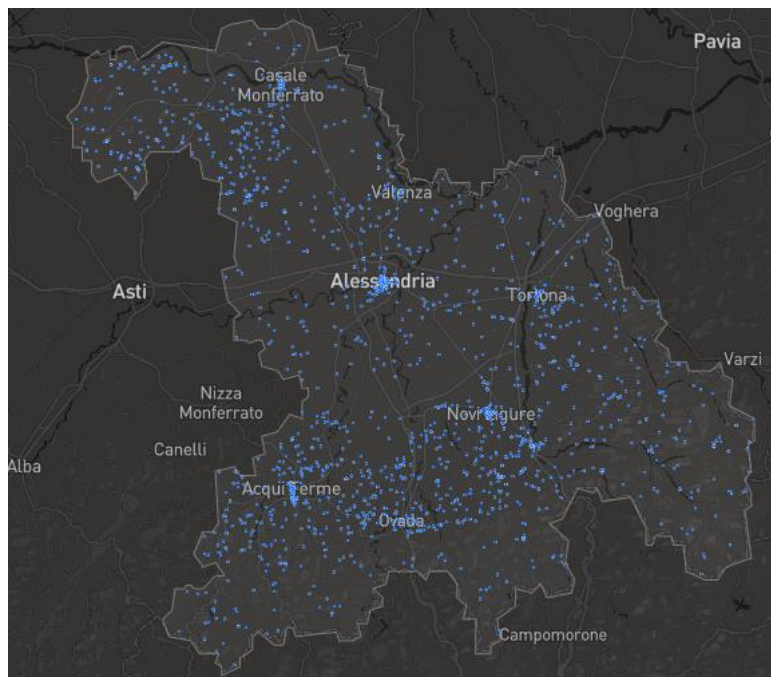 Pavia
Casale
Monferrato
Valenza
Voghera
Alessandria
Asti
Tortona
Varzi
Nizza
Monferrato
Novi Ligure
Canelli
Alba
Acqui Terme
Ovada
Campomorone